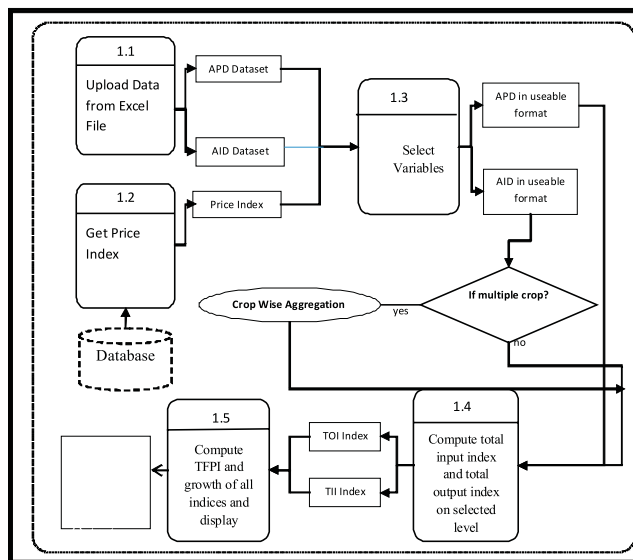 1.1
Upload Data
from Excel
File
APD Dataset
AID Dataset
1.2
Get Price
Index
Price Index
Database
1.3
Select
Variables
APD in useable
format
AID in useable
format
If multiple crop?
yes
no
Crop Wise Aggregation
1.4
Compute total
input index
and total
output index
on selected
level
TOI Index
TII Index
1.5
Compute
TFPI and
growth of all
indices and
display